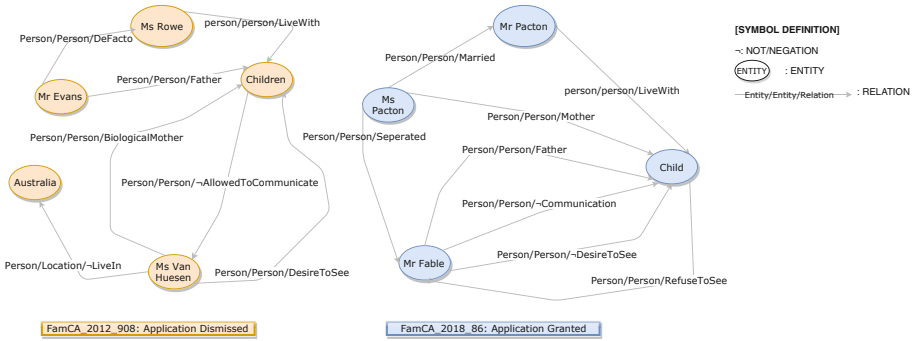 Ms Rowe
person/person/LiveWith
Person/Person/DeFacto
Person/Person/Father
Children
Mr Evans
Person/Person/BiologicalMother
Australia
Person/Person/¬AllowedToCommunicate
Person/Location/¬LiveIn
Ms Van
Huesen
Person/Person/DesireToSee
FamCA_2012_908: Application Dismissed
Mr Pacton
Person/Person/Married
person/person/LiveWith
Ms
Pacton
Person/Person/Mother
Person/Person/Seperated
Person/Person/Father
Child
Person/Person/¬Communication
Person/Person/¬DesireToSee
Mr Fable
Person/Person/RefuseToSee
FamCA_2018_86: Application Granted
[SYMBOL DEFINITION]
¬: NOT/NEGATION
ENTITY : ENTITY
Entity/Entity/Relation : RELATION